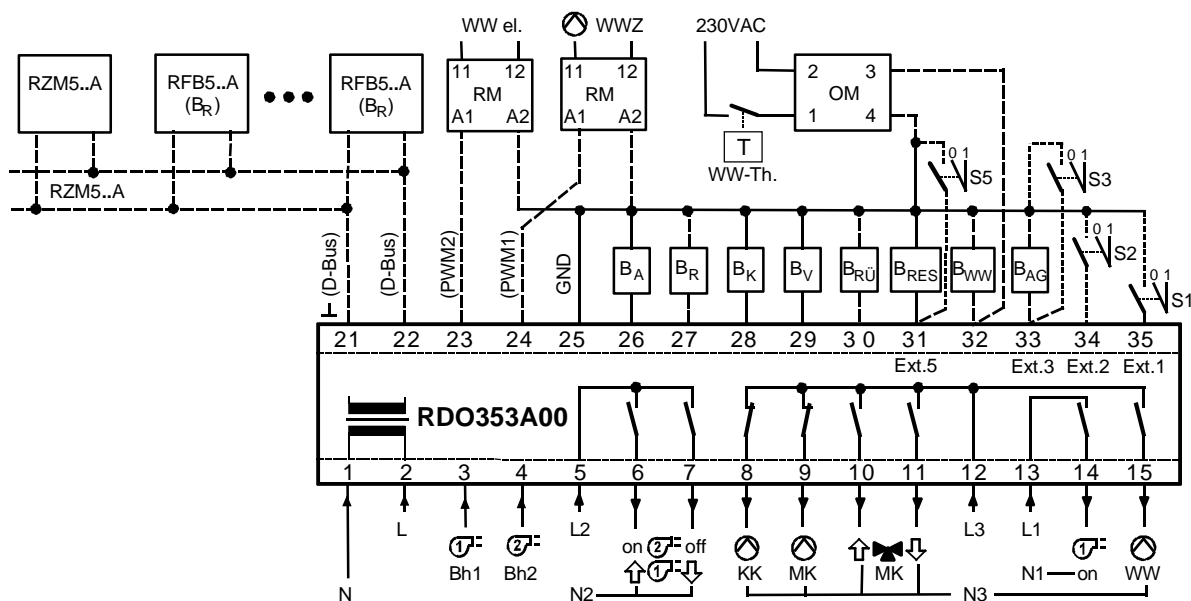 WW el. WWZ 230VAC
11 12 11 12 2 3
RZM5..A RFB5..A (BR) RFB5..A (BR) RM RM OM
A1 A2 A1 A2 1 4
T
WW-Th.
0 1 S5 0 1 S3
RZM5..A
0 1 S2
0 1 S1
(D-Bus) (D-Bus) (PWM2) (PWM1) GND
BA BR BK BV BRÜ BRES BWW BAG
21 22 23 24 25 26 27 28 29 30 31 32 33 34 35
Ext.5 Ext.3 Ext.2 Ext.1
RDO353A00
1 2 3 4 5 6 7 8 9 10 11 12 13 14 15
L L2 L3 L1
1 2 on 2 off 1
Bh1 Bh2 1 KK MK MK N1 on WW
N N2 N3